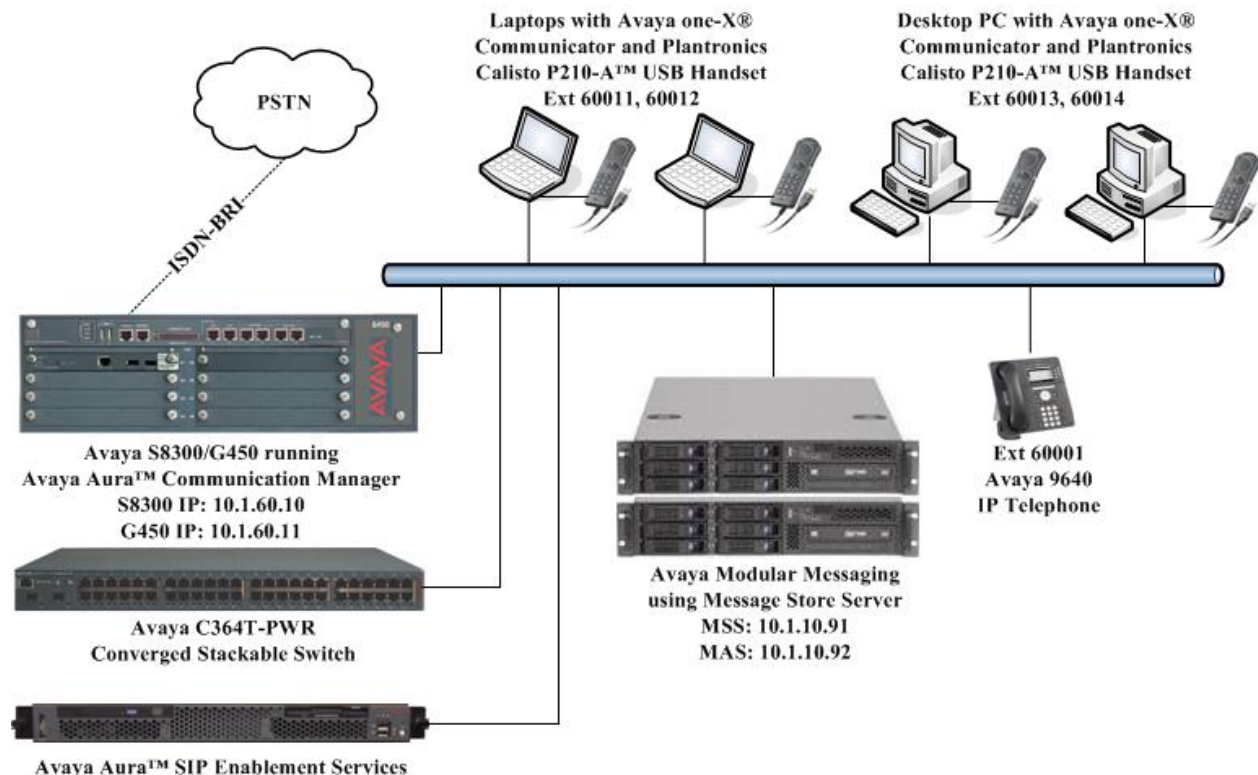 Laptops with Avaya one-X®
Communicator and Plantronics
Calisto P210-A™ USB Handset
Ext 60011, 60012
Desktop PC with Avaya one-X®
Communicator and Plantronics
Calisto P210-A™ USB Handset
Ext 60013, 60014
PSTN
ISDN-BRI
G450
AVAYA
Avaya S8300/G450 running
Avaya Aura™ Communication Manager
S8300 IP: 10.1.60.10
G450 IP: 10.1.60.11
Avaya C364T-PWR
Converged Stackable Switch
Avaya Aura™ SIP Enablement Services
Avaya Modular Messaging
using Message Store Server
MSS: 10.1.10.91
MAS: 10.1.10.92
Ext 60001
Avaya 9640
IP Telephone